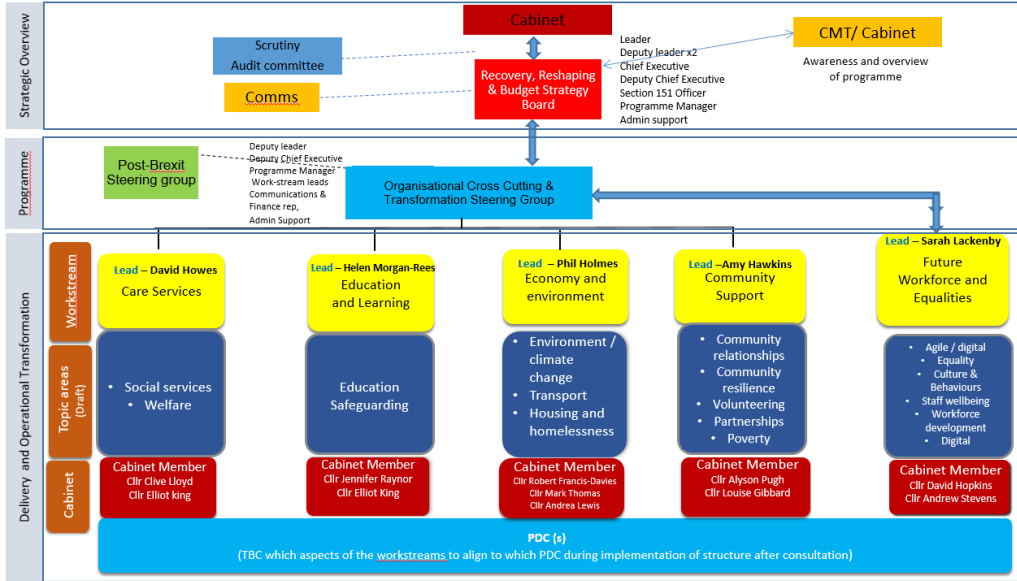 Strategic Overview
Cabinet
Scrutiny
Audit committee
Comms
Recovery, Reshaping
& Budget Strategy
Board
Leader
Deputy leader x2
Chief Executive
Deputy Chief Executive
Section 151 Officer
Programme Manager
Admin support
CMT/ Cabinet
Awareness and overview
of programme
Programme
Post-Brexit
Steering group
Deputy leader
Deputy Chief Executive
Programme Manager
Work-stream leads
Communications &
Finance rep,
Admin Support
Organisational Cross Cutting &
Transformation Steering Group
Delivery and Operational Transformation
Workstream
Lead – David Howes
Care Services
Lead – Helen Morgan-Rees
Education
and Learning
Lead – Phil Holmes
Economy and
environment
Lead –Amy Hawkins
Community
Support
Lead – Sarah Lackenby
Future
Workforce and
Equalities
Topic areas
(Draft)
• Social services
• Welfare
Education
Safeguarding
• Environment /
climate
change
• Transport
• Housing and
homelessness
• Community
relationships
• Community
resilience
• Volunteering
• Partnerships
• Poverty
• Agile / digital
• Equality
• Culture &
Behaviours
• Staff wellbeing
• Workforce
development
• Digital
Cabinet
Cabinet Member
Cllr Clive Lloyd
Cllr Elliot king
Cabinet Member
Cllr Jennifer Raynor
Cllr Elliot King
Cabinet Member
Cllr Robert Francis-Davies
Cllr Mark Thomas
Cllr Andrea Lewis
Cabinet Member
Cllr Alyson Pugh
Cllr Louise Gibbard
Cabinet Member
Cllr David Hopkins
Cllr Andrew Stevens
PDC (s)
(TBC which aspects of the workstreams to align to which PDC during implementation of structure after consultation)